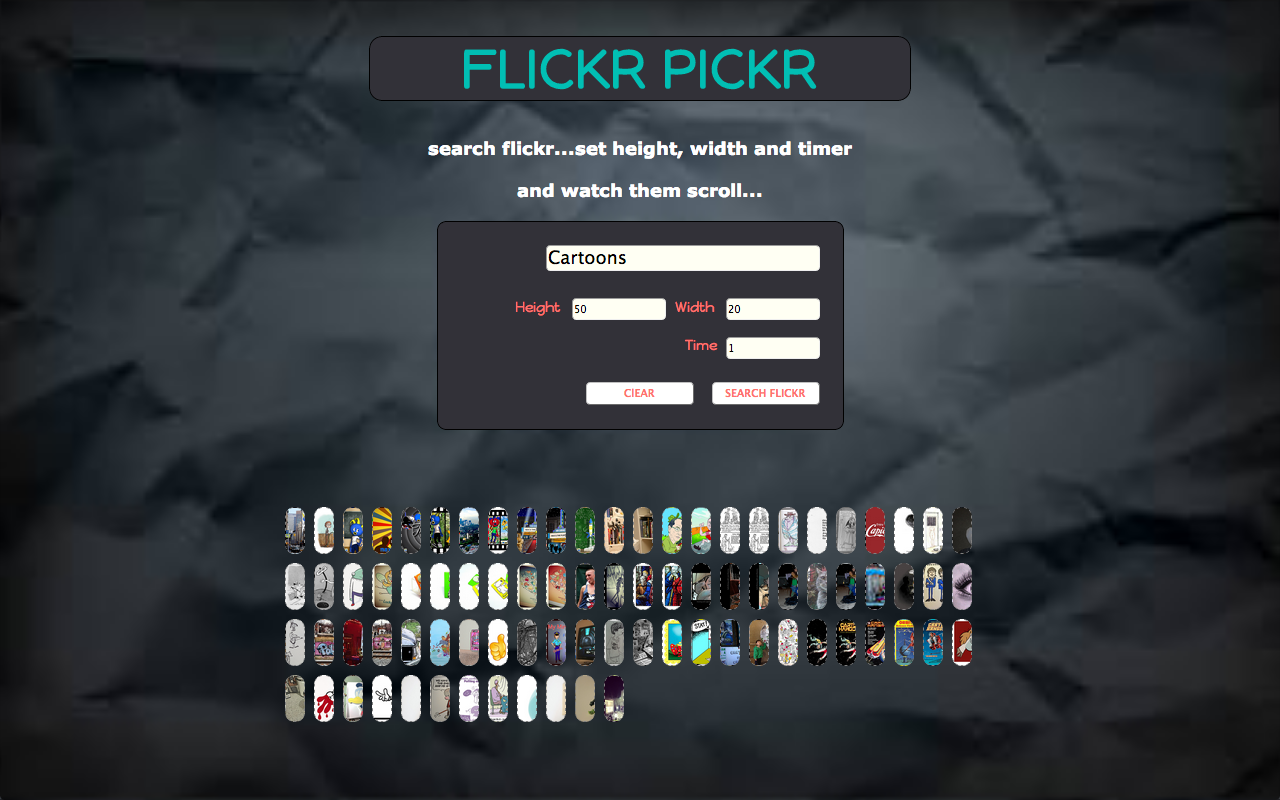 FLICKR PICKR
search flickr...set height, width and timer
and watch them scroll...
Cartoons
Height 50 Width 20
Time 1
ClEAR SEARCH FLICKR